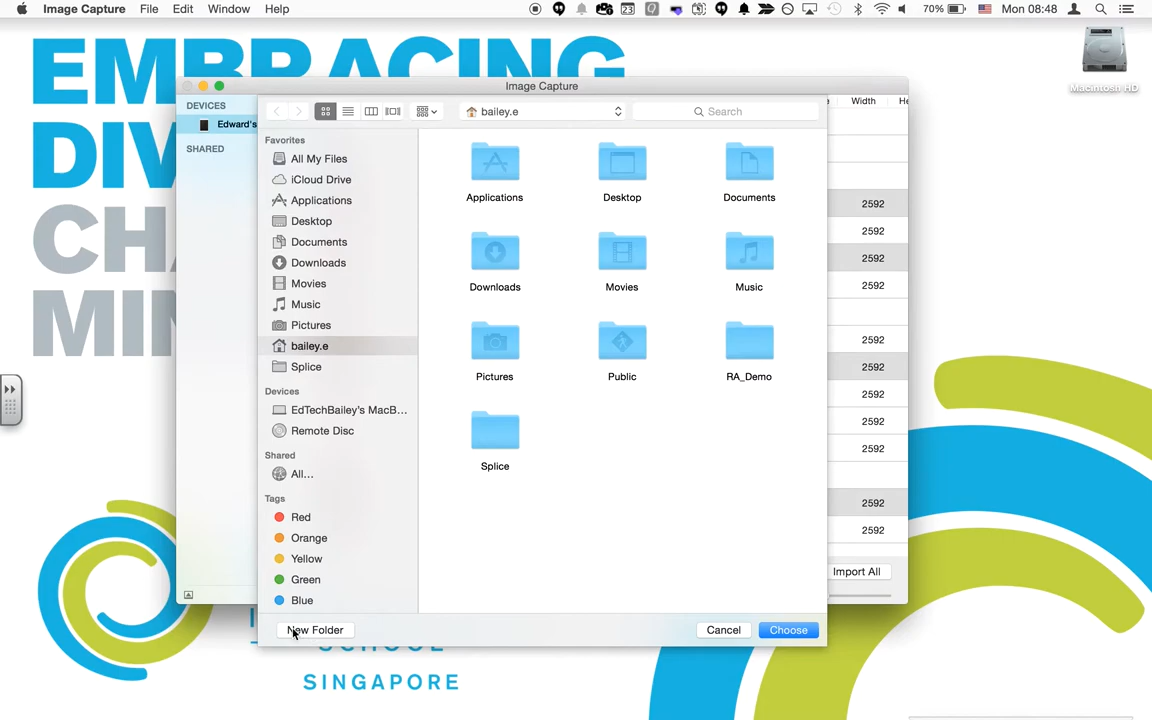 Image Capture File Edit Window Help 23 70% Mon 08:48
EMBRACING
DIV
CH
MIN
Macintosh HD
Image Capture
DEVICES
Edward's
SHARED
bailey.e
Search
Favorites
All My Files
iCloud Drive
Applications
Desktop
Documents
Downloads
Movies
Music
Pictures
bailey.e
Splice
Devices
EdTechBailey's MacB...
Remote Disc
Shared
All...
Tags
Red
Orange
Yellow
Green
Blue
Applications Desktop Documents
Downloads Movies Music
Pictures Public RA_Demo
Splice
Width He
2592
2592
2592
2592
2592
2592
2592
2592
2592
2592
2592
Import All
New Folder Cancel Choose
SCHOOL
SINGAPORE